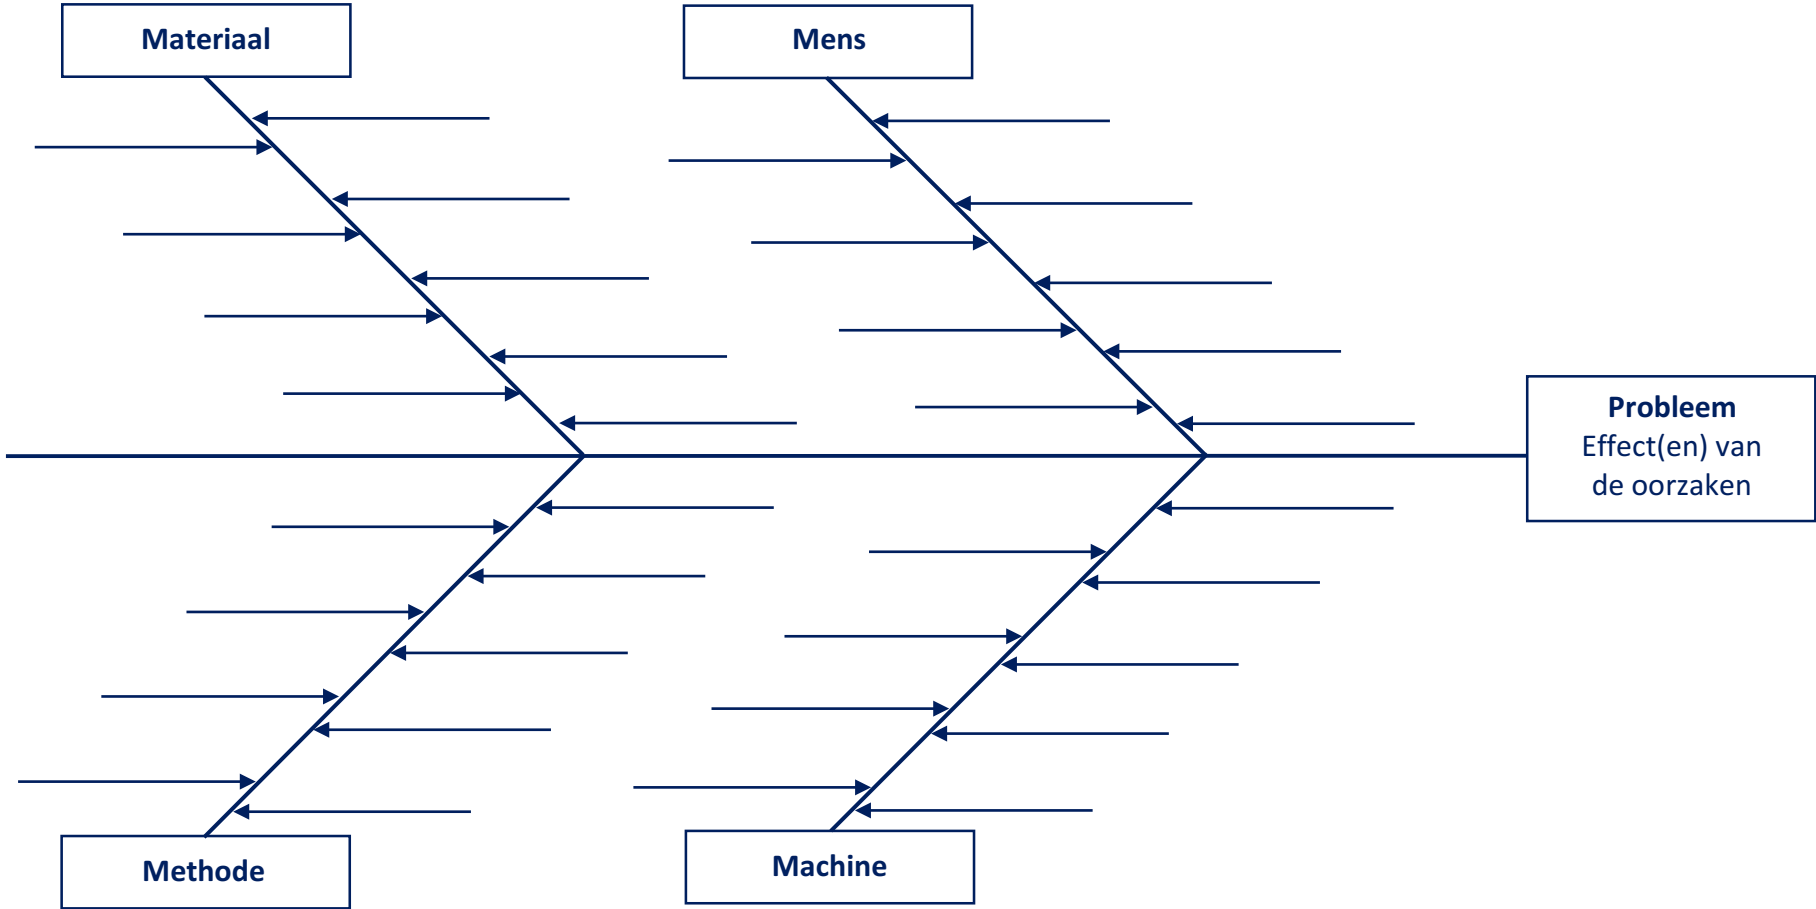 Materiaal
Mens
Probleem
Effect(en) van
de oorzaken
Methode
Machine